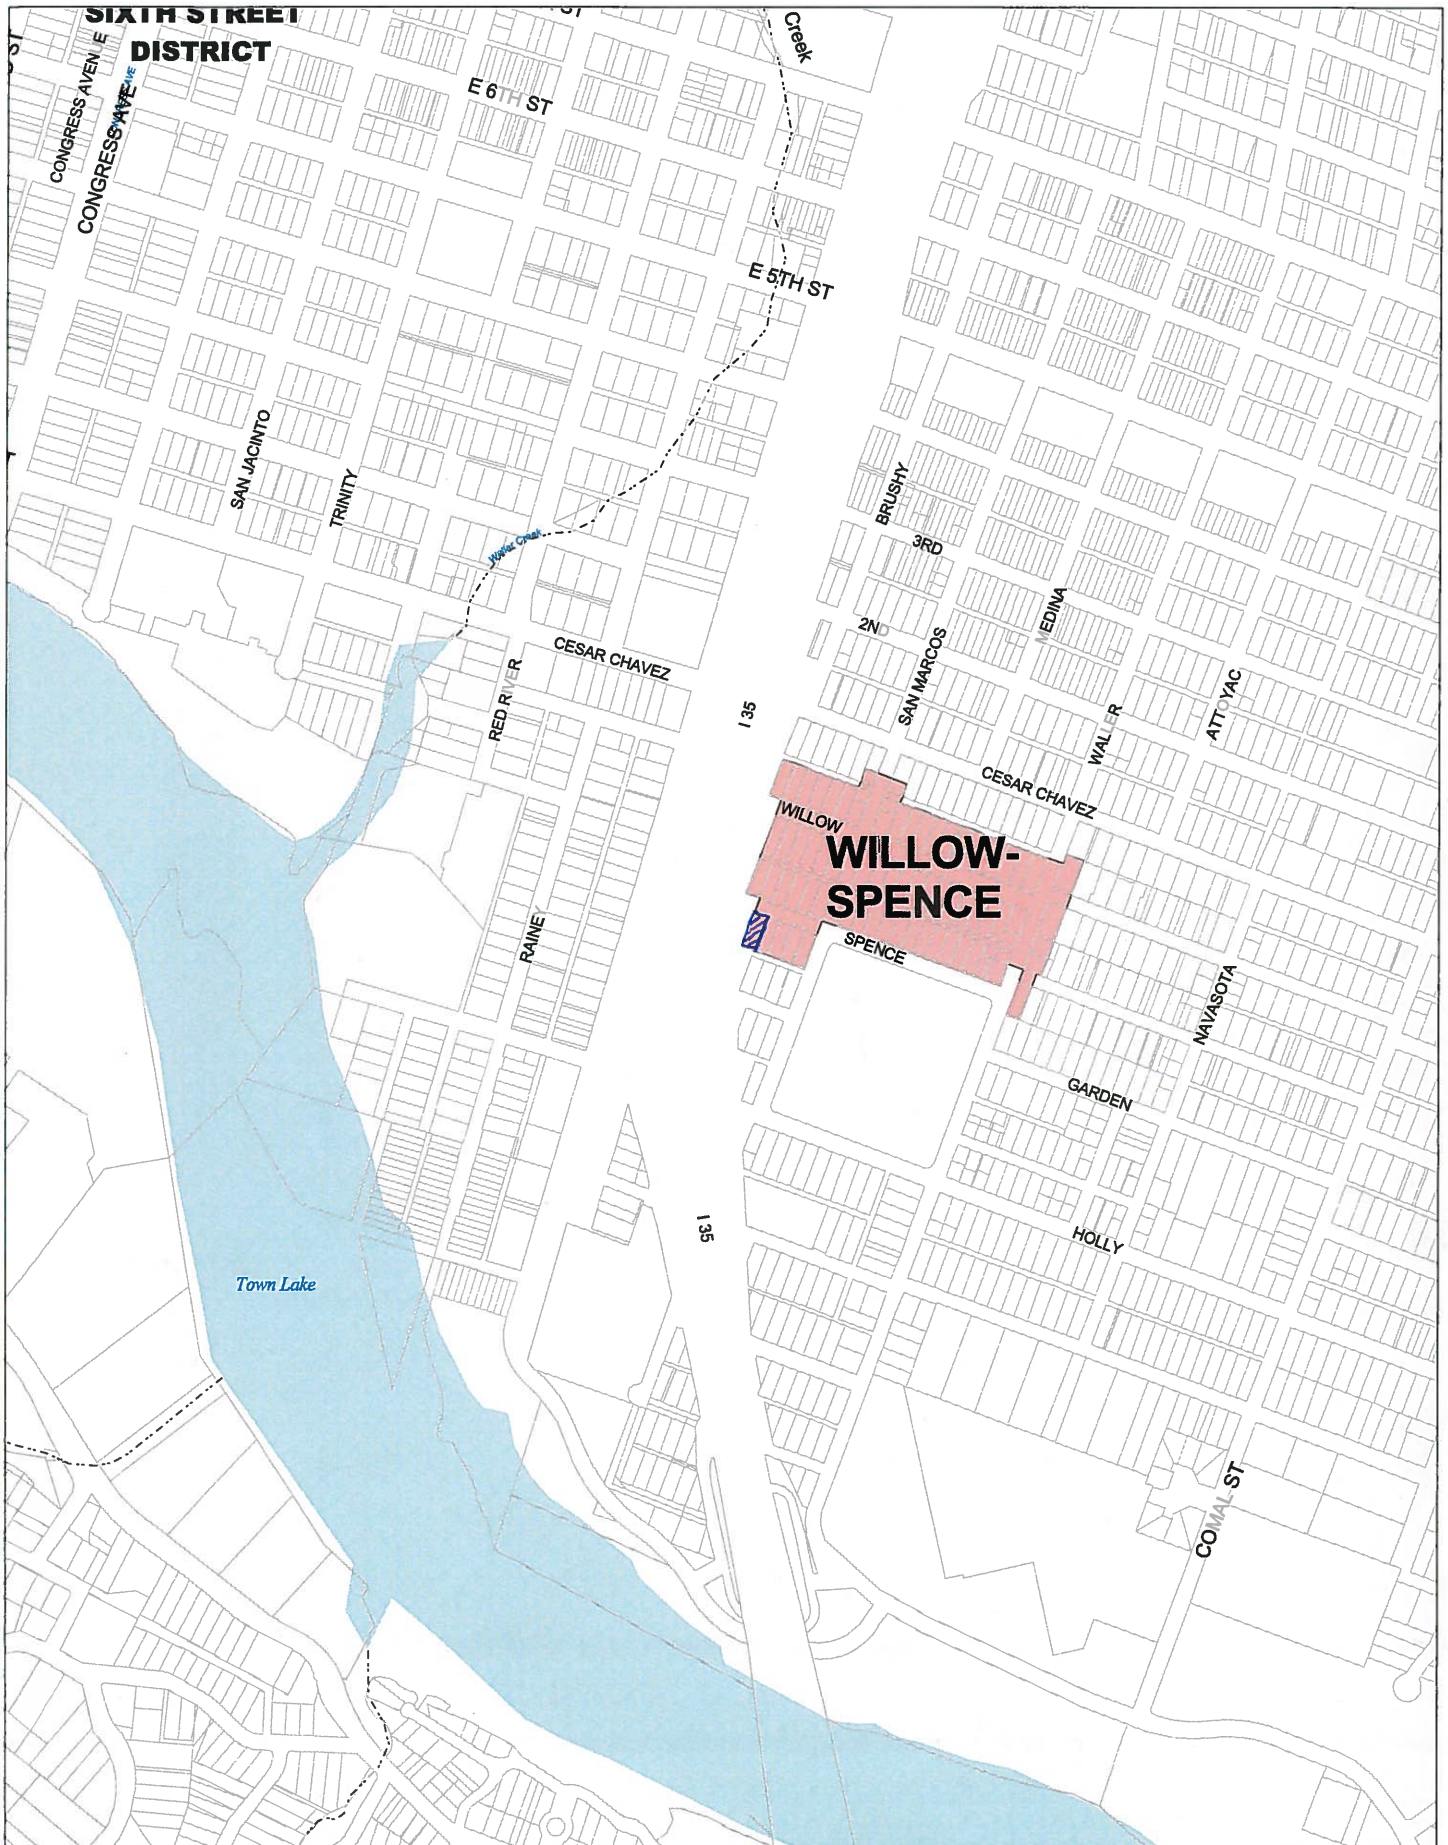 SIXTH STREET
DISTRICT
CONGRESS AVENUE
CONGRESS AVE
Creek
E 6TH ST
E 5TH ST
SAN JACINTO
TRINITY
Waller Creek
BRUSHY
3RD
2ND
MEDINA
SAN MARCOS
CESAR CHAVEZ
RED RIVER
I 35
WALLER
ATTOYAC
CESAR CHAVEZ
WILLOW
WILLOW-
SPENCE
SPENCE
RAINEY
NAVASOTA
GARDEN
I 35
HOLLY
Town Lake
COMAL ST